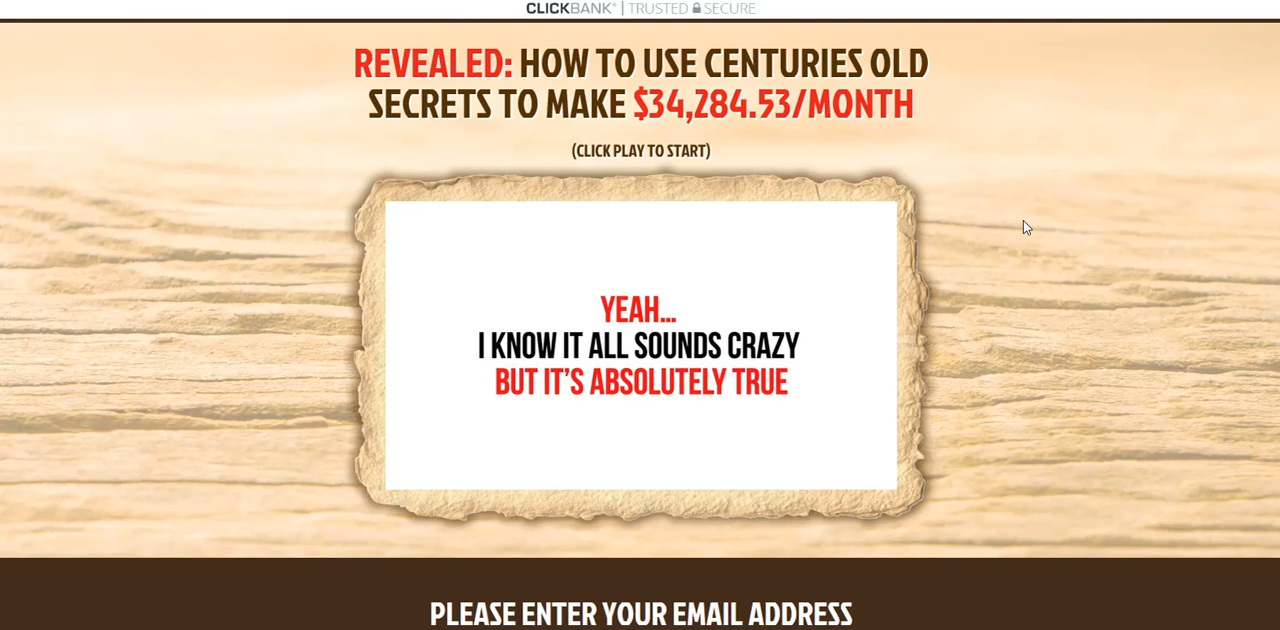 CLICKBANK® | TRUSTED SECURE
REVEALED: HOW TO USE CENTURIES OLD
SECRETS TO MAKE $34,284.53/MONTH
(CLICK PLAY TO START)
YEAH...
I KNOW IT ALL SOUNDS CRAZY
BUT IT'S ABSOLUTELY TRUE
PLEASE ENTER YOUR EMAIL ADDRESS